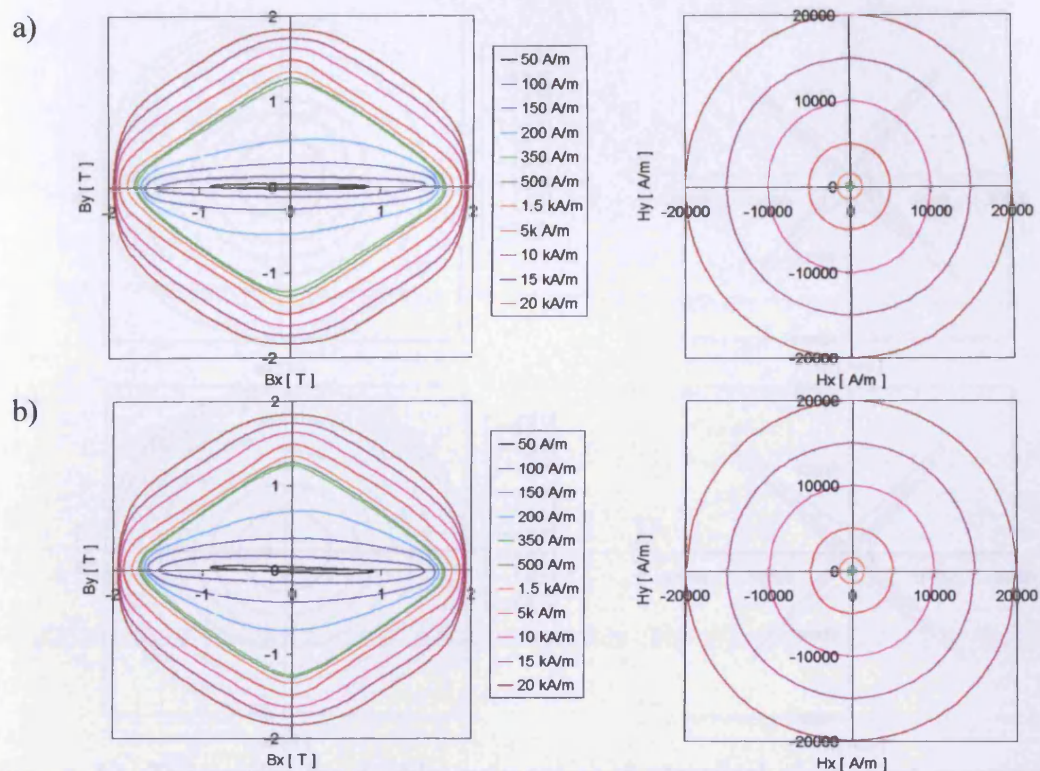 a)
2
1
0
0
-2
-1
0
1
2
-1
-2
By [ T ]
Bx [ T ]
50 A/m
100 A/m
150 A/m
200 A/m
350 A/m
500 A/m
1.5 kA/m
5k A/m
10 kA/m
15 kA/m
20 kA/m
20000
10000
0
-20000
-10000
0
10000
20000
-10000
-20000
Hy [ A/m]
Hx [ A/m]
b)
2
1
0
-2
-1
0
1
2
-1
-2
By [ T ]
Bx [ T ]
50 A/m
100 A/m
150 A/m
200 A/m
350 A/m
500 A/m
1.5 kA/m
5k A/m
10 kA/m
15 kA/m
20 kA/m
20000
10000
0
-20000
-10000
0
10000
20000
-10000
-20000
Hy [ A/m]
Hx [ A/m]